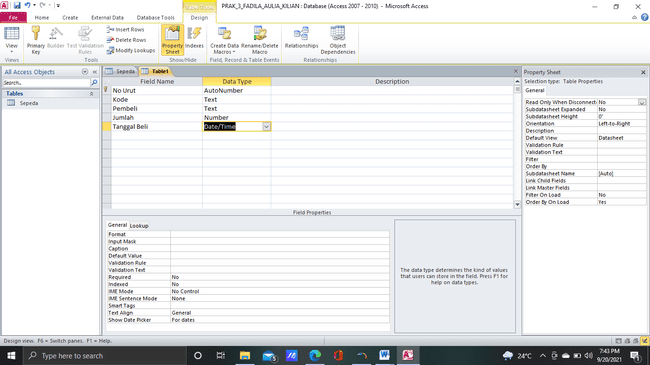 Table Tools
PRAK_3_FADILA_AULIA_KILIAN : Database (Access 2007 - 2010) - Microsoft Access
File Home Create External Data Database Tools Design
View
Primary Key
Builder
Test Validation Rules
Insert Rows
Delete Rows
Modify Lookups
Property Sheet
Indexes
Create Data Macros
Rename/Delete Macro
Relationships
Object Dependencies
Views Tools Show/Hide Field, Record & Table Events Relationships
All Access Objects
Search...
Tables
Sepeda
Sepeda Table1
Field Name Data Type Description
No Urut AutoNumber
Kode Text
Pembeli Text
Jumlah Number
Tanggal Beli Date/Time
Field Properties
General Lookup
Format
Input Mask
Caption
Default Value
Validation Rule
Validation Text
Required No
Indexed No
IME Mode No Control
IME Sentence Mode None
Smart Tags
Text Align General
Show Date Picker For dates
The data type determines the kind of values
that users can store in the field. Press F1 for
help on data types.
Property Sheet
Selection type: Table Properties
General
Read Only When Disconnect No
Subdatasheet Expanded No
Subdatasheet Height 0"
Orientation Left-to-Right
Description
Default View Datasheet
Validation Rule
Validation Text
Filter
Order By
Subdatasheet Name [Auto]
Link Child Fields
Link Master Fields
Filter On Load No
Order By On Load Yes
Design view. F6 = Switch panes. F1 = Help.
Type here to search
24°C
7:43 PM
9/20/2021